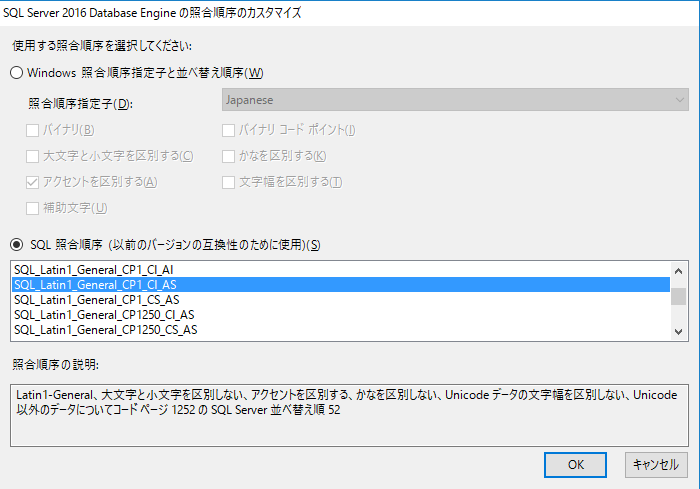 SQL Server 2016 Database Engine の照合順序のカスタマイズ
使用する照合順序を選択してください:
Windows 照合順序指定子と並べ替え順序(W)
照合順序指定子(D):
Japanese
バイナリ(B)
バイナリ コード ポイント(I)
大文字と小文字を区別する(C)
かなを区別する(K)
アクセントを区別する(A)
文字幅を区別する(T)
補助文字(U)
SQL 照合順序 (以前のバージョンの互換性のために使用)(S)
SQL_Latin1_General_CP1_CI_AI
SQL_Latin1_General_CP1_CI_AS
SQL_Latin1_General_CP1_CS_AS
SQL_Latin1_General_CP1250_CI_AS
SQL_Latin1_General_CP1250_CS_AS
照合順序の説明:
Latin1-General、大文字と小文字を区別しない、アクセントを区別する、かなを区別しない、Unicode データの文字幅を区別しない、Unicode
以外のデータについてコードページ 1252 の SQL Server 並べ替え順 52
OK
キャンセル